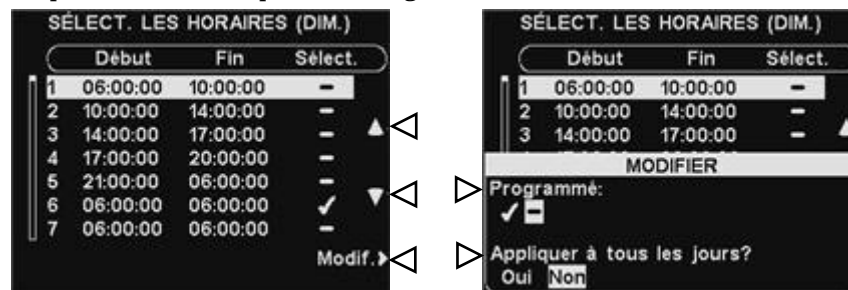 SÉLECT. LES HORAIRES (DIM.)
Début Fin Sélect.
1 06:00:00 10:00:00 –
2 10:00:00 14:00:00 –
3 14:00:00 17:00:00 –
4 17:00:00 20:00:00 –
5 21:00:00 06:00:00 –
6 06:00:00 06:00:00 ✓
7 06:00:00 06:00:00 –
Modif.
SÉLECT. LES HORAIRES (DIM.)
Début Fin Sélect.
1 06:00:00 10:00:00 –
2 10:00:00 14:00:00 –
3 14:00:00 17:00:00 –
MODIFIER
Programmé:
✓ –
Appliquer à tous les jours?
Oui Non